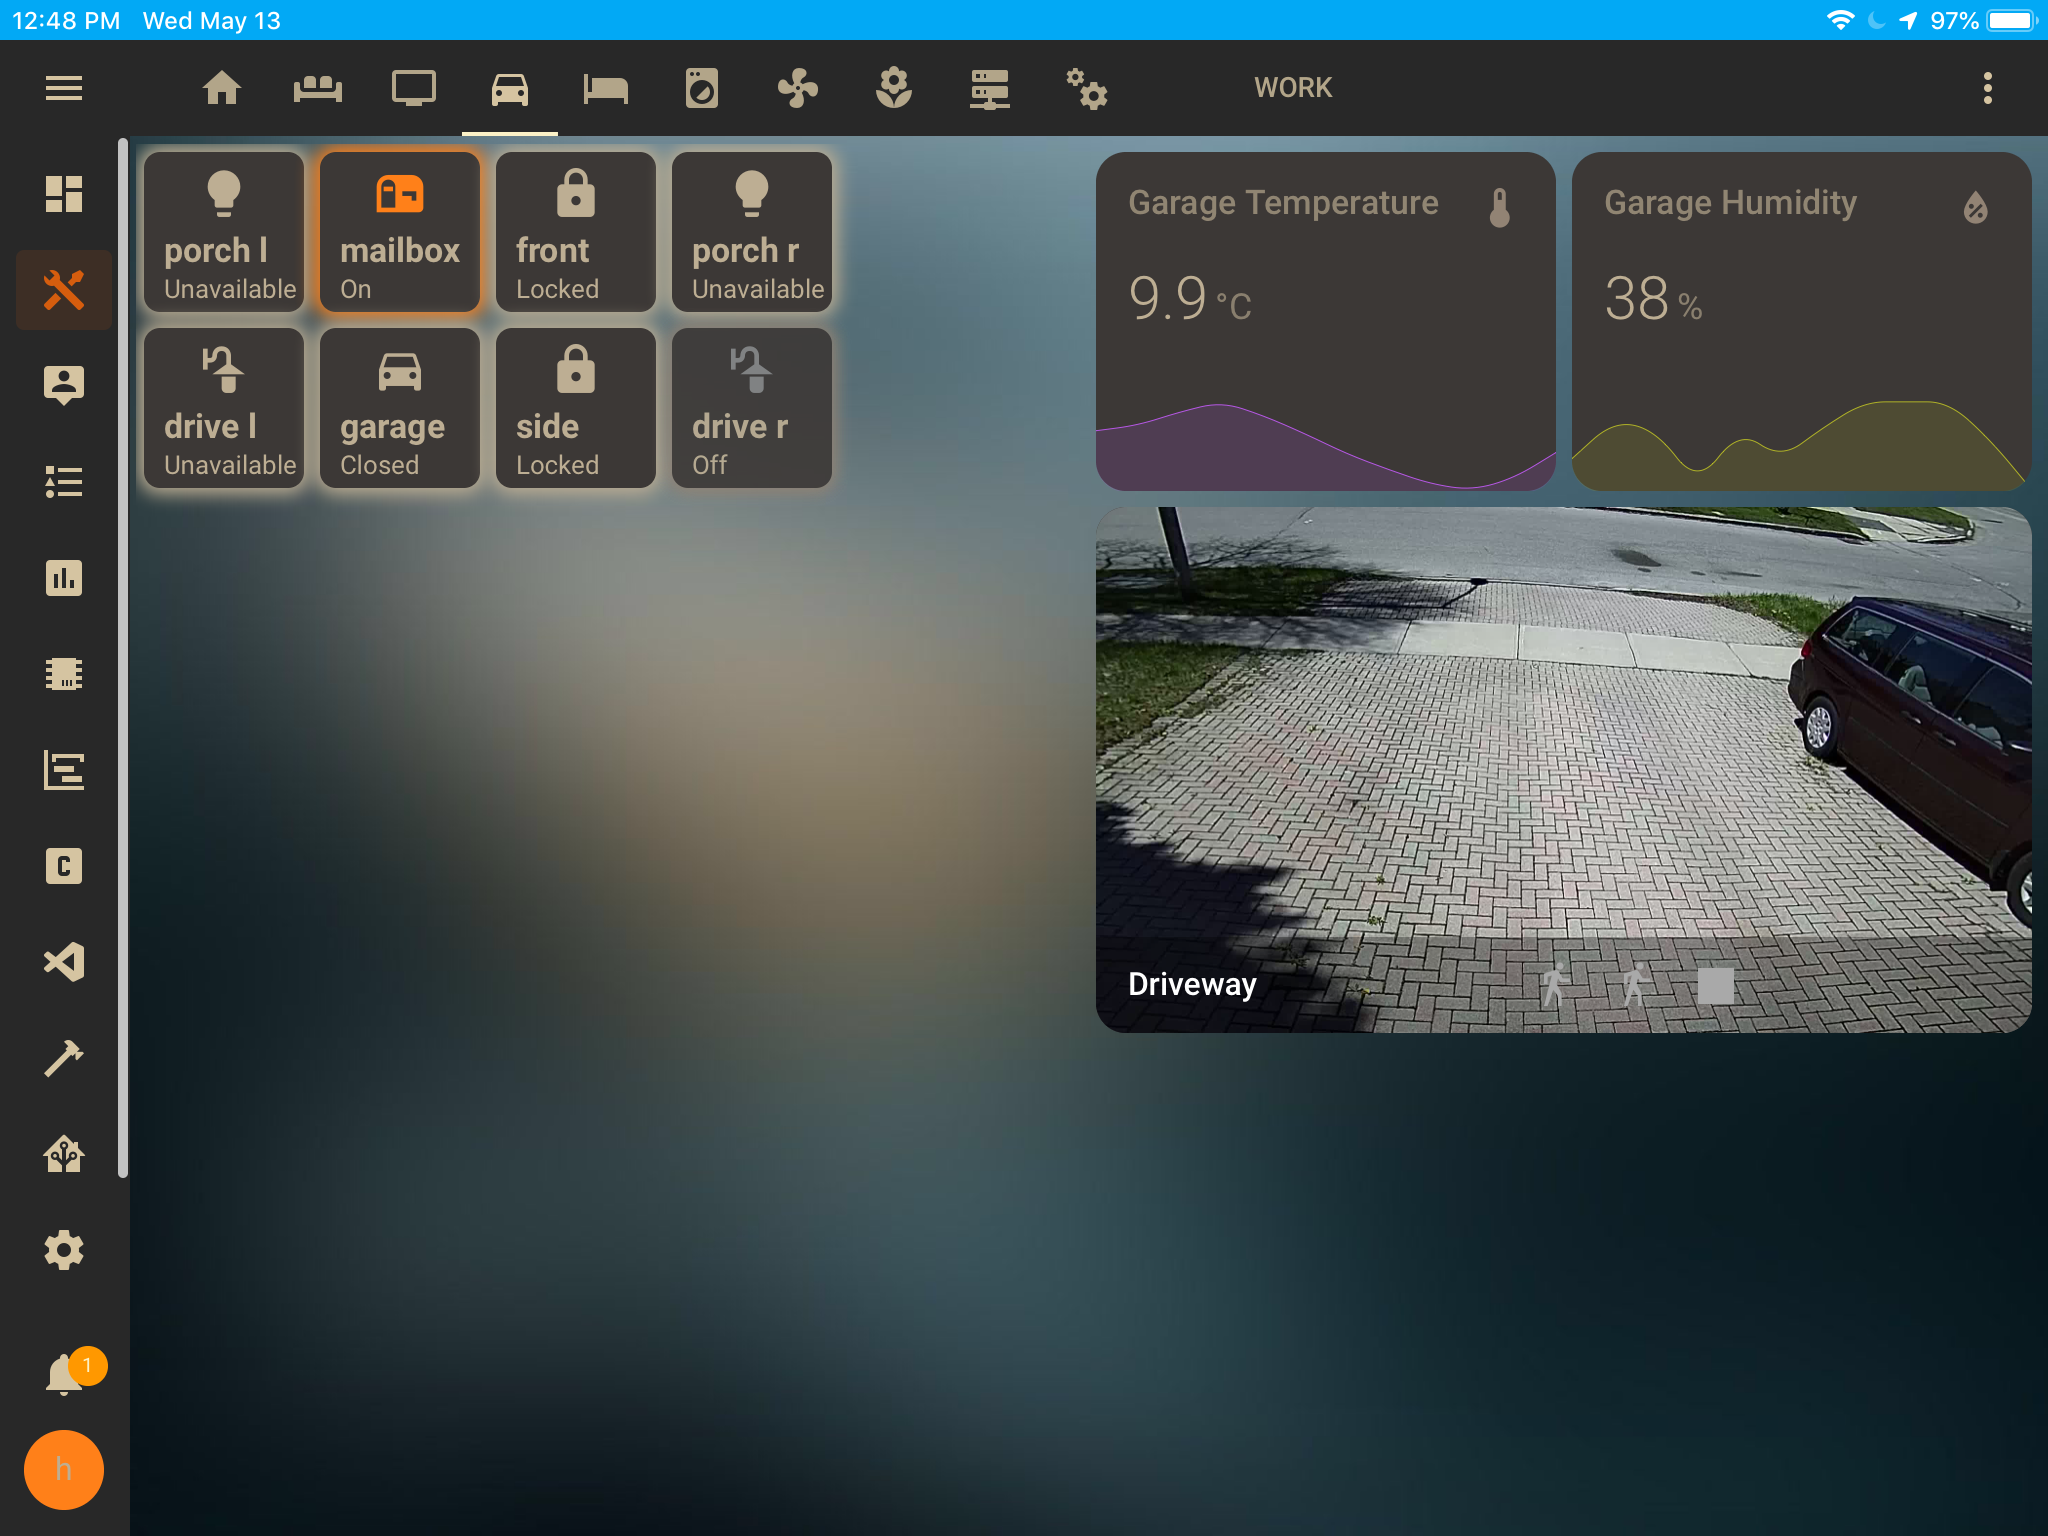 12:48 PM Wed May 13
97%
WORK
porch l
Unavailable
mailbox
On
front
Locked
porch r
Unavailable
drive l
Unavailable
garage
Closed
side
Locked
drive r
Off
Garage Temperature
9.9 °C
Garage Humidity
38 %
Driveway
C
1
h